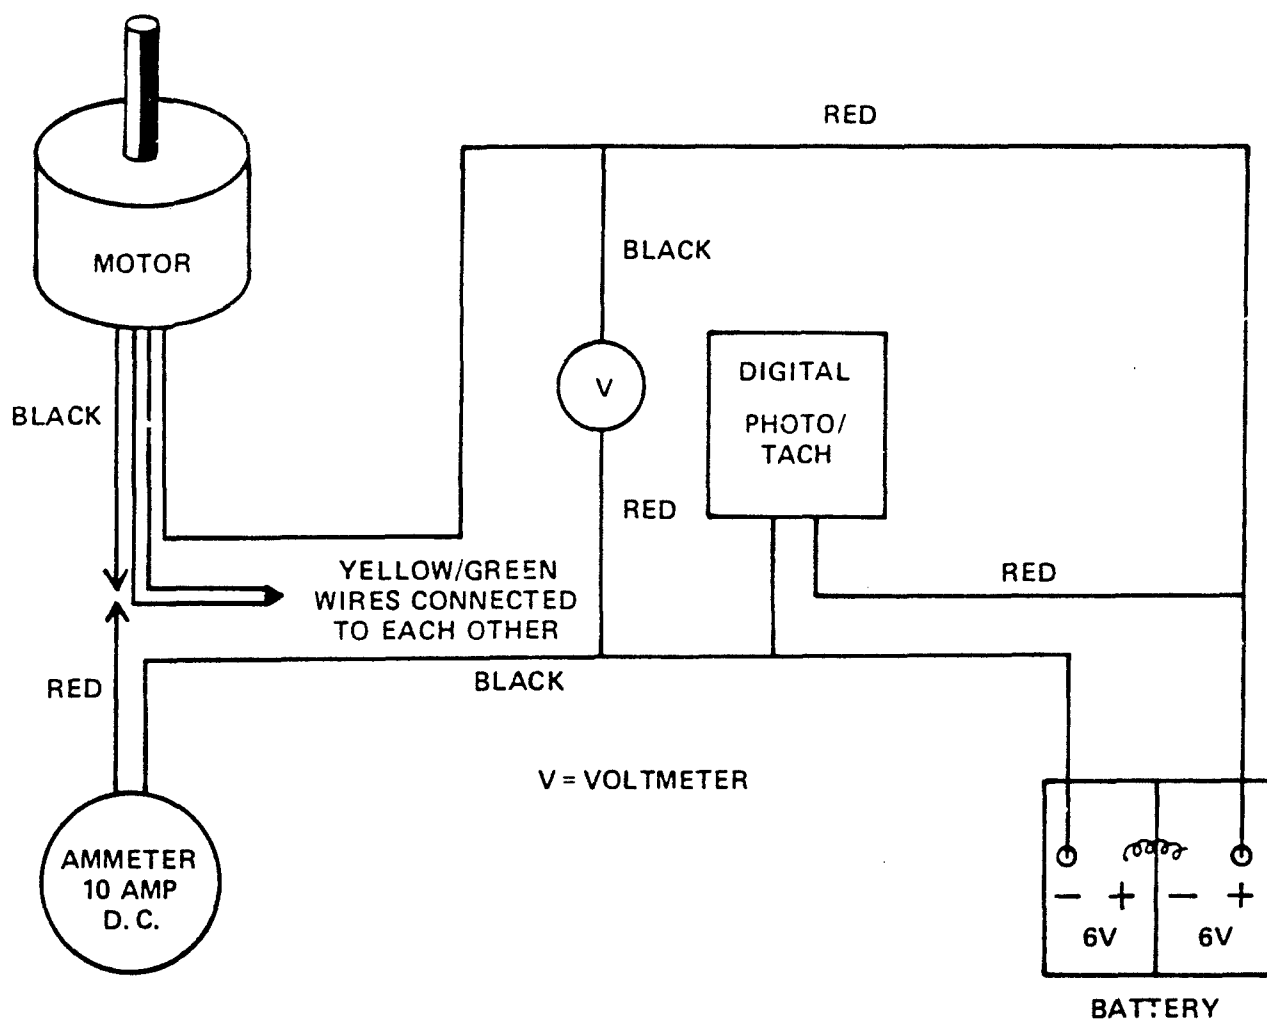 RED
BLACK
MOTOR
DIGITAL
PHOTO/
TACH
V
BLACK
RED
YELLOW/GREEN
WIRES CONNECTED
TO EACH OTHER
RED
RED
BLACK
V = VOLTMETER
AMMETER
10 AMP
D. C.
− + − +
6V 6V
BATTERY